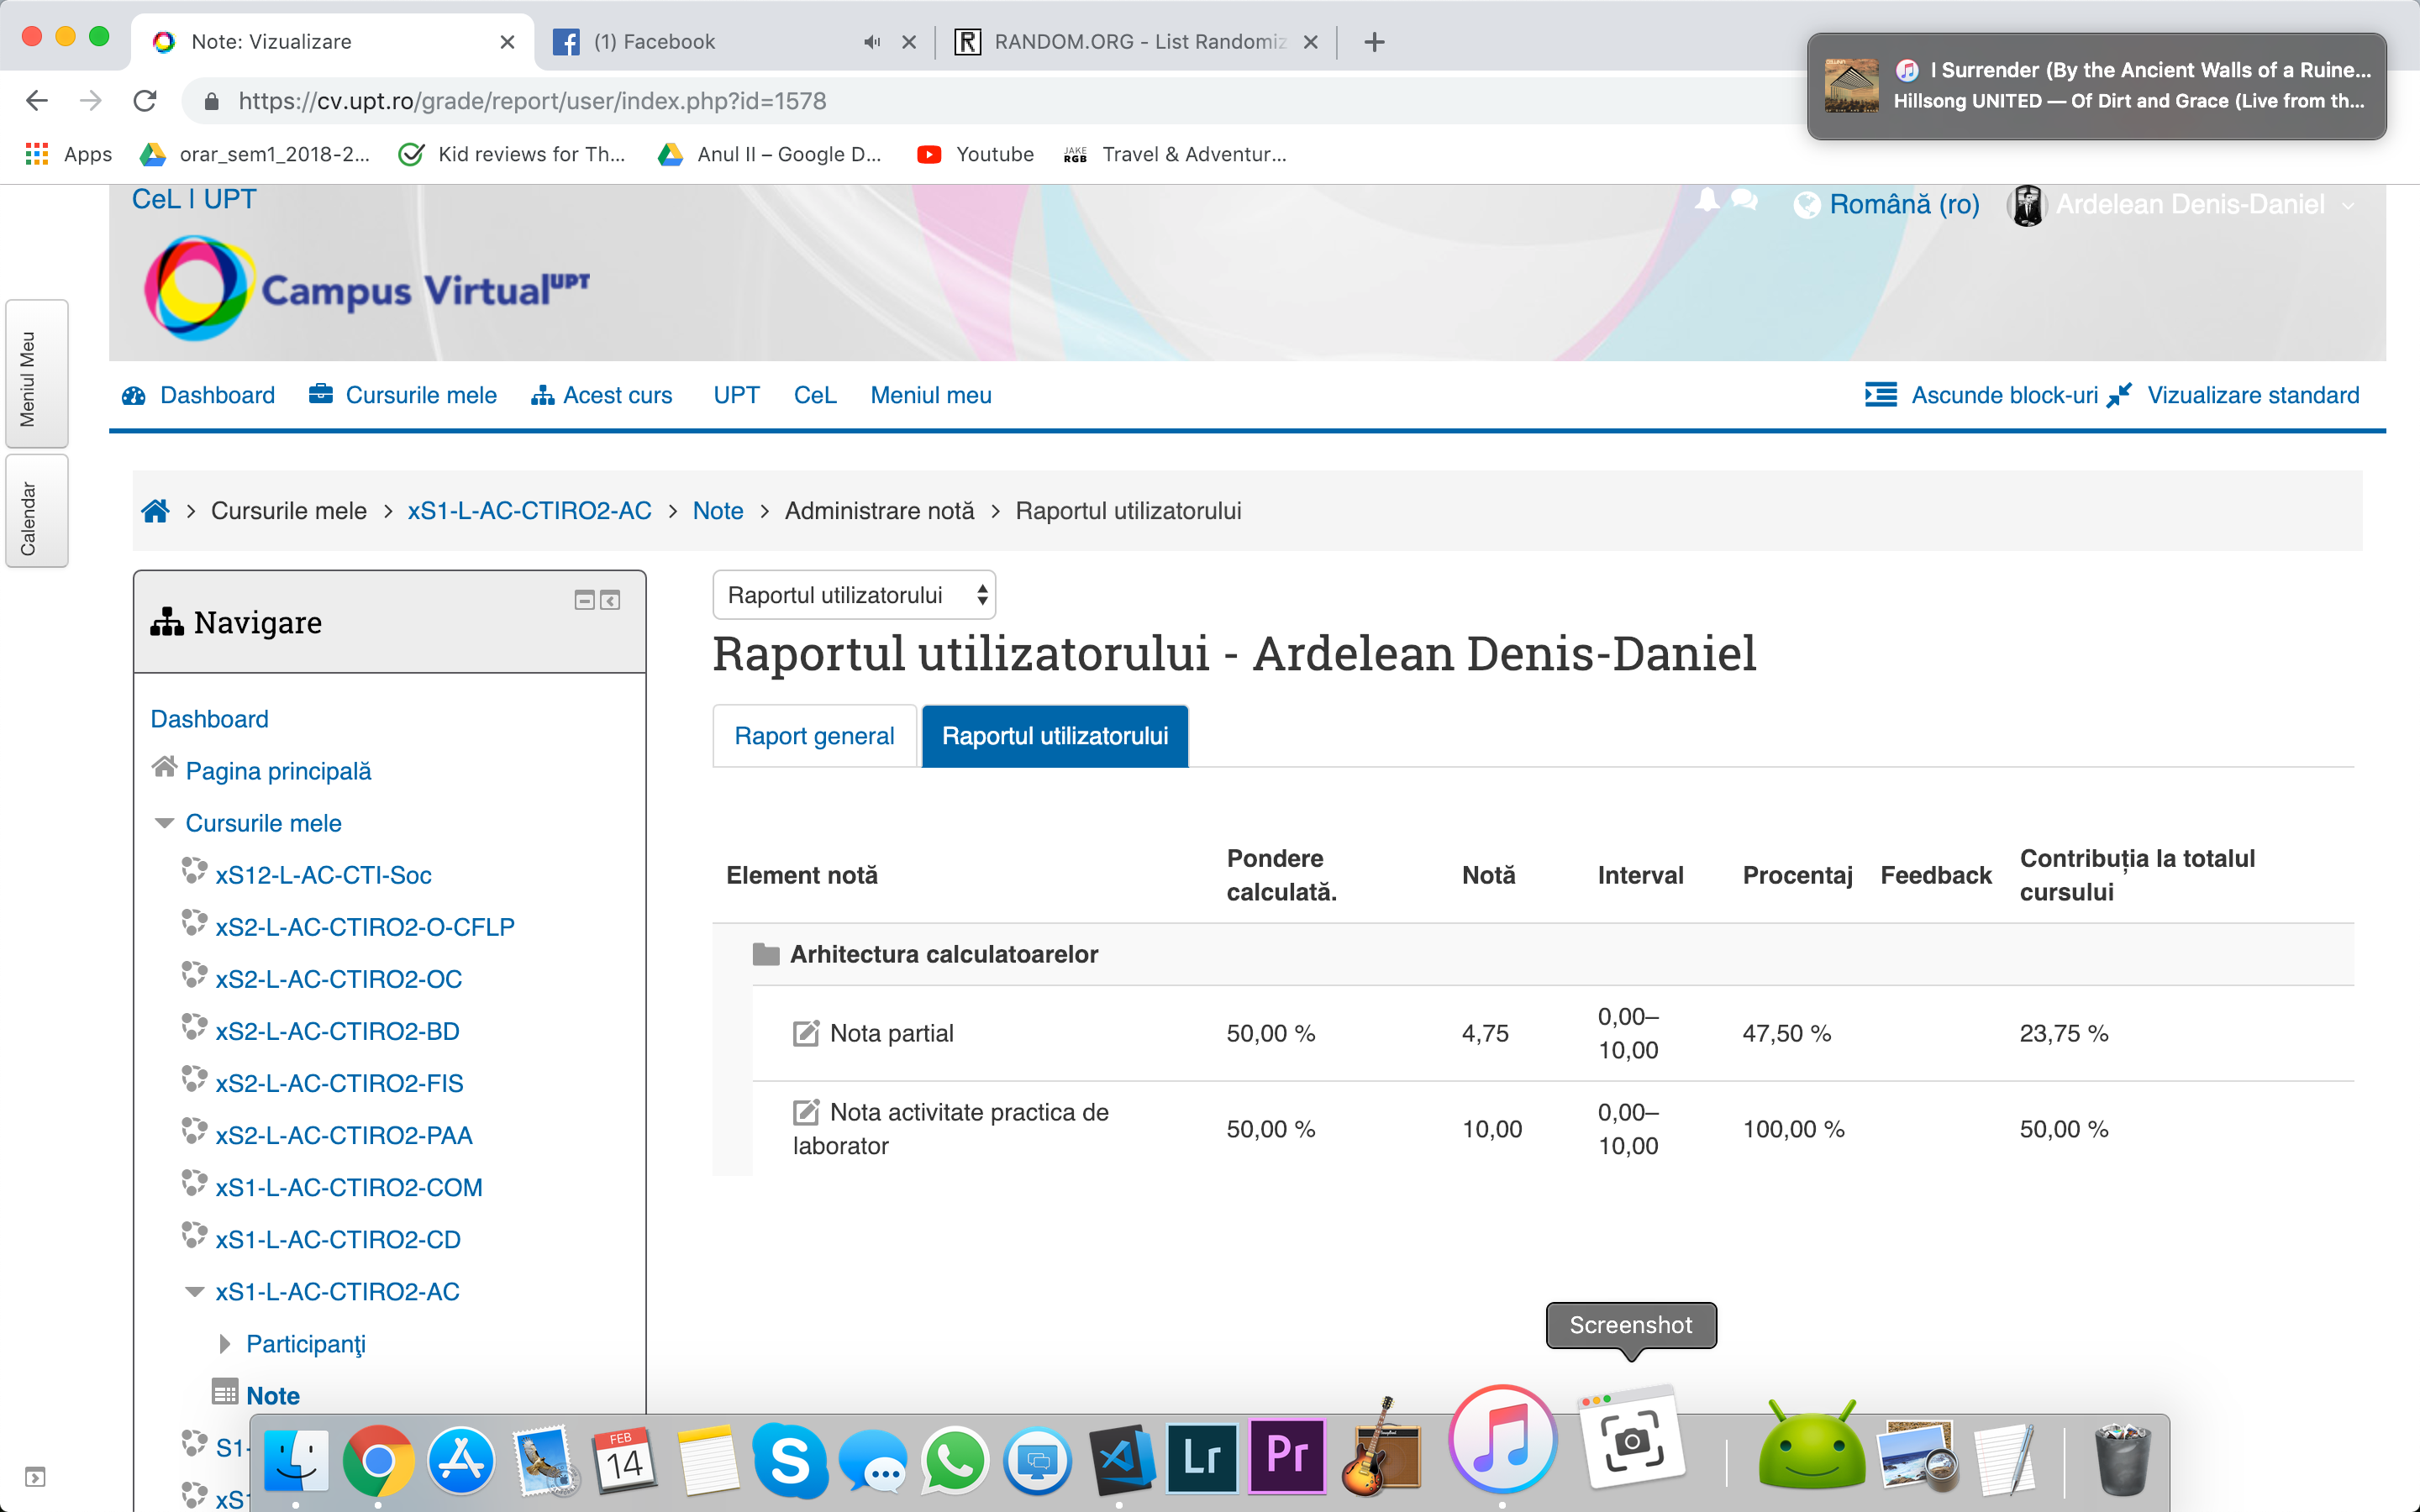 Note: Vizualizare
(1) Facebook
RANDOM.ORG - List Randomiz
I Surrender (By the Ancient Walls of a Ruine...
Hillsong UNITED — Of Dirt and Grace (Live from th...
https://cv.upt.ro/grade/report/user/index.php?id=1578
Apps
orar_sem1_2018-2...
Kid reviews for Th...
Anul II – Google D...
Youtube
JAKE RGB
Travel & Adventur...
CeL | UPT
Română (ro)
Ardelean Denis-Daniel
Campus Virtual UPT
Meniul Meu
Calendar
Dashboard
Cursurile mele
Acest curs
UPT
CeL
Meniul meu
Ascunde block-uri
Vizualizare standard
Cursurile mele > xS1-L-AC-CTIRO2-AC > Note > Administrare notă > Raportul utilizatorului
Navigare
Dashboard
Pagina principală
Cursurile mele
xS12-L-AC-CTI-Soc
xS2-L-AC-CTIRO2-O-CFLP
xS2-L-AC-CTIRO2-OC
xS2-L-AC-CTIRO2-BD
xS2-L-AC-CTIRO2-FIS
xS2-L-AC-CTIRO2-PAA
xS1-L-AC-CTIRO2-COM
xS1-L-AC-CTIRO2-CD
xS1-L-AC-CTIRO2-AC
Participanţi
Note
S1-
xS1
Raportul utilizatorului
Raportul utilizatorului - Ardelean Denis-Daniel
Raport general
Raportul utilizatorului
Element notă
Pondere calculată.
Notă
Interval
Procentaj
Feedback
Contribuția la totalul cursului
Arhitectura calculatoarelor
Nota partial
50,00 %
4,75
0,00–
10,00
47,50 %
23,75 %
Nota activitate practica de
laborator
50,00 %
10,00
0,00–
10,00
100,00 %
50,00 %
Screenshot
FEB
14
Lr
Pr